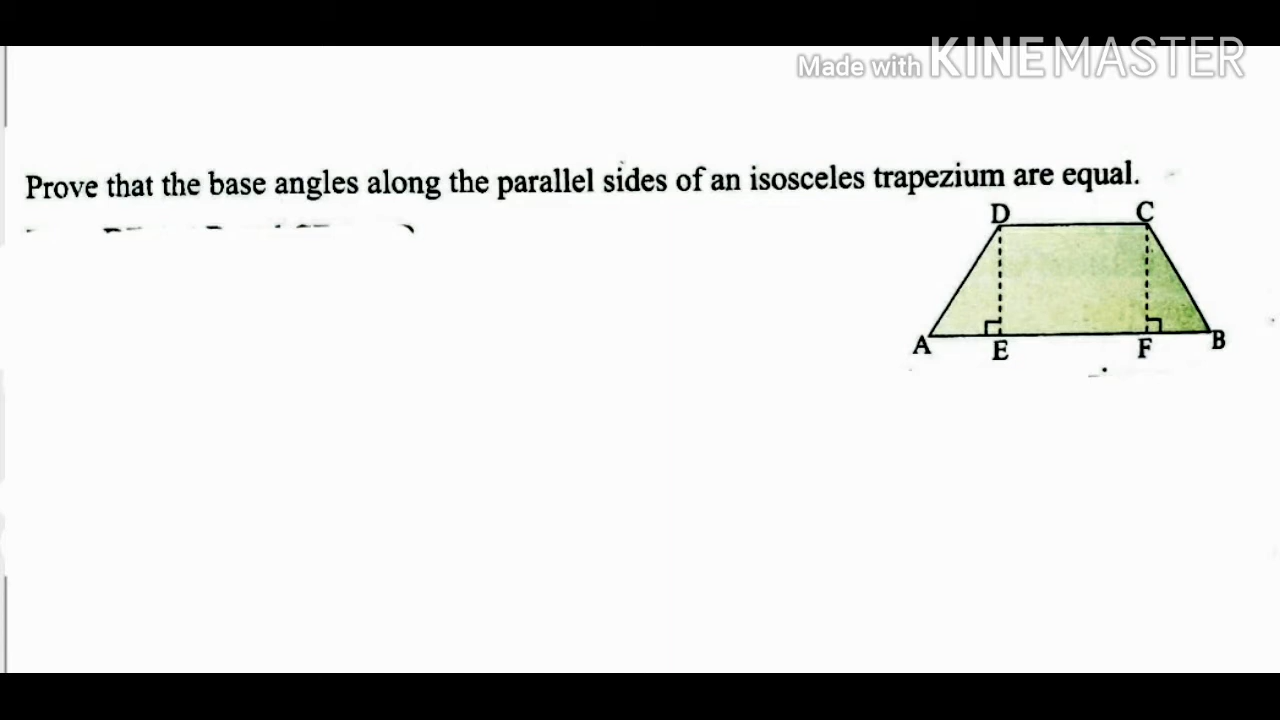 Made with KINEMASTER
Prove that the base angles along the parallel sides of an isosceles trapezium are equal.
D C
A E F B